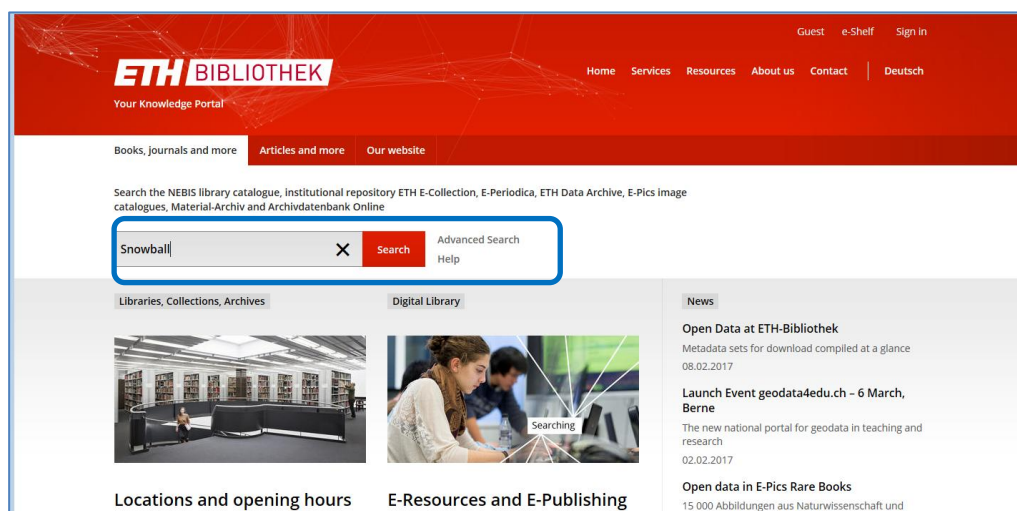 Guest e-Shelf Sign in
ETH BIBLIOTHEK
Home Services Resources About us Contact Deutsch
Your Knowledge Portal
Books, journals and more Articles and more Our website
Search the NEBIS library catalogue, institutional repository ETH E-Collection, E-Periodica, ETH Data Archive, E-Pics image
catalogues, Material-Archiv and Archivdatenbank Online
Snowball Search
Advanced Search
Help
Libraries, Collections, Archives
Searching
Locations and opening hours
Digital Library
E-Resources and E-Publishing
News
Open Data at ETH-Bibliothek
Metadata sets for download compiled at a glance
08.02.2017
Launch Event geodata4edu.ch – 6 March,
Berne
The new national portal for geodata in teaching and
research
02.02.2017
Open data in E-Pics Rare Books
15 000 Abbildungen aus Naturwissenschaft und